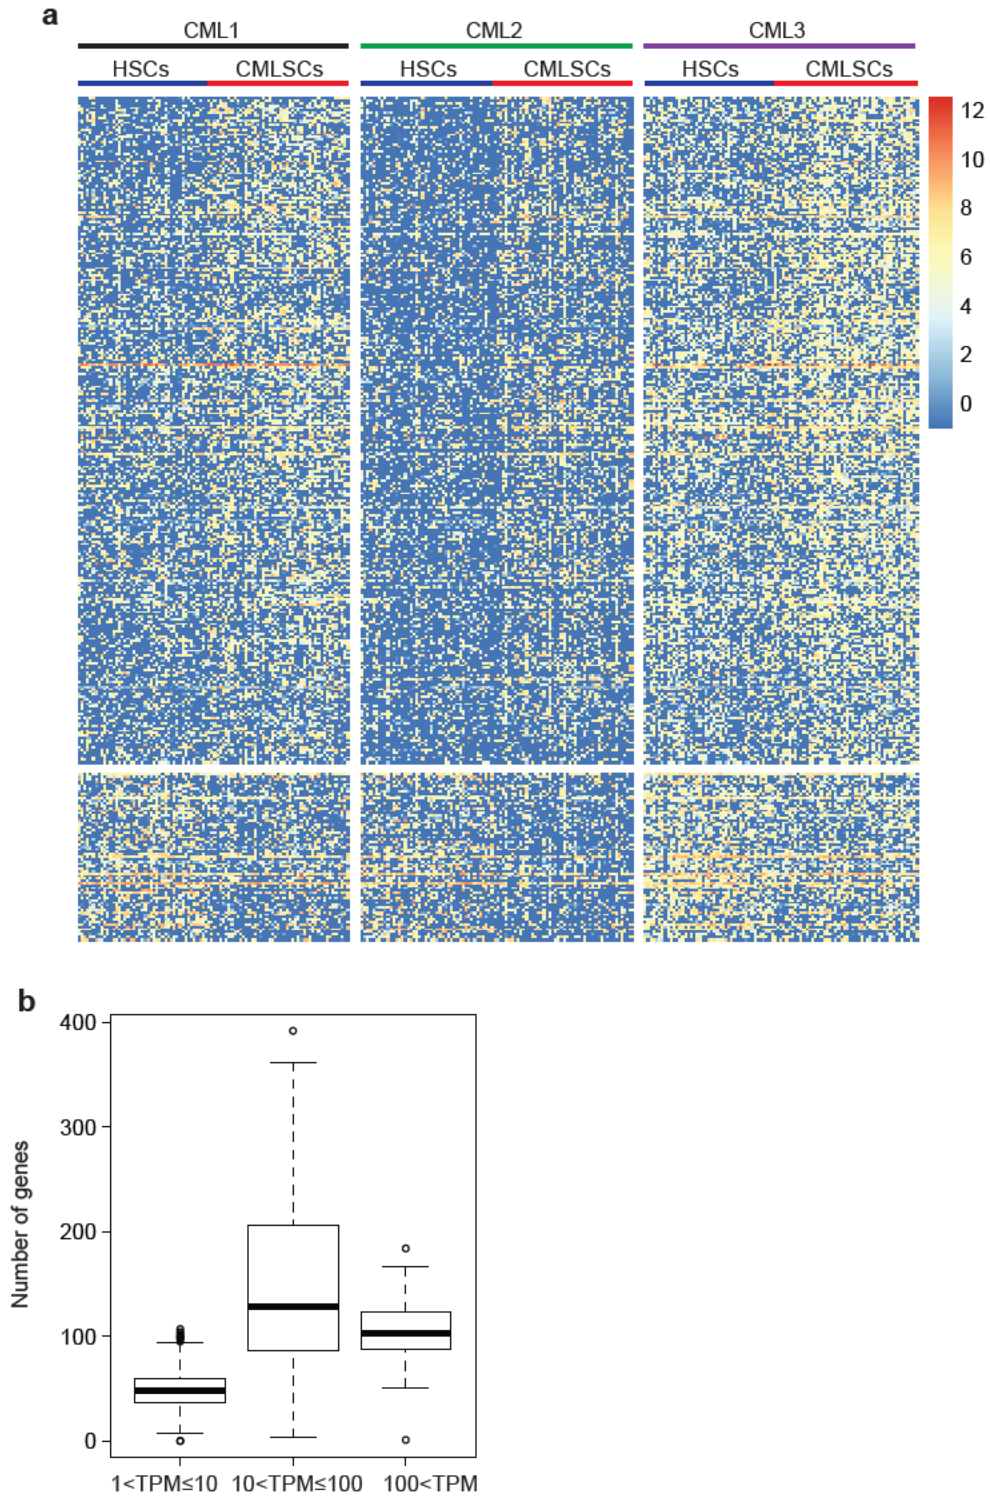 a
CML1 CML2 CML3
HSCs CMLSCs HSCs CMLSCs HSCs CMLSCs
12
10
8
6
4
2
0
b
400
300
200
100
0
Number of genes
1<TPM≤10 10<TPM≤100 100<TPM